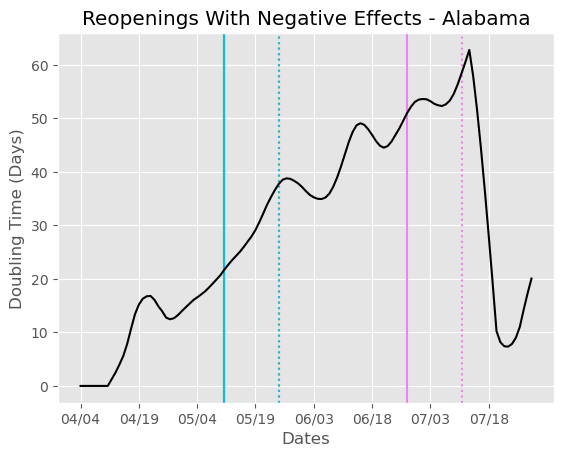 Reopenings With Negative Effects - Alabama
Doubling Time (Days)
60
50
40
30
20
10
0
04/04 04/19 05/04 05/19 06/03 06/18 07/03 07/18
Dates